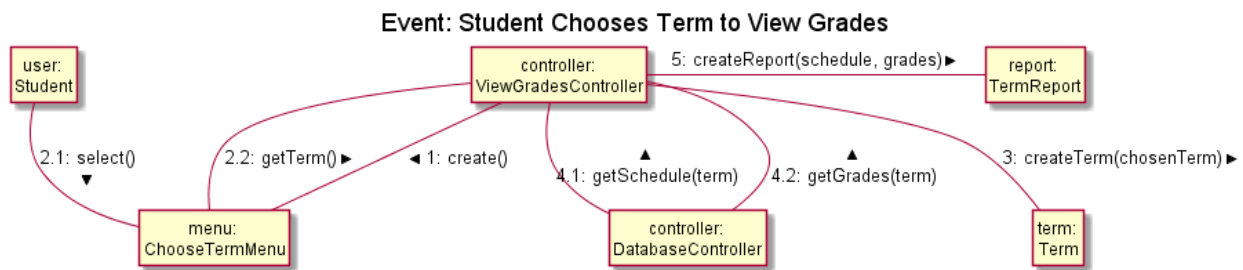 Event: Student Chooses Term to View Grades
user:
Student
controller:
ViewGradesController
5: createReport(schedule, grades)►
report:
TermReport
2.1: select()
▼
2.2: getTerm()►
◄ 1: create()
▲
4.1: getSchedule(term)
▲
4.2: getGrades(term)
3: createTerm(chosenTerm)►
menu:
ChooseTermMenu
controller:
DatabaseController
term:
Term